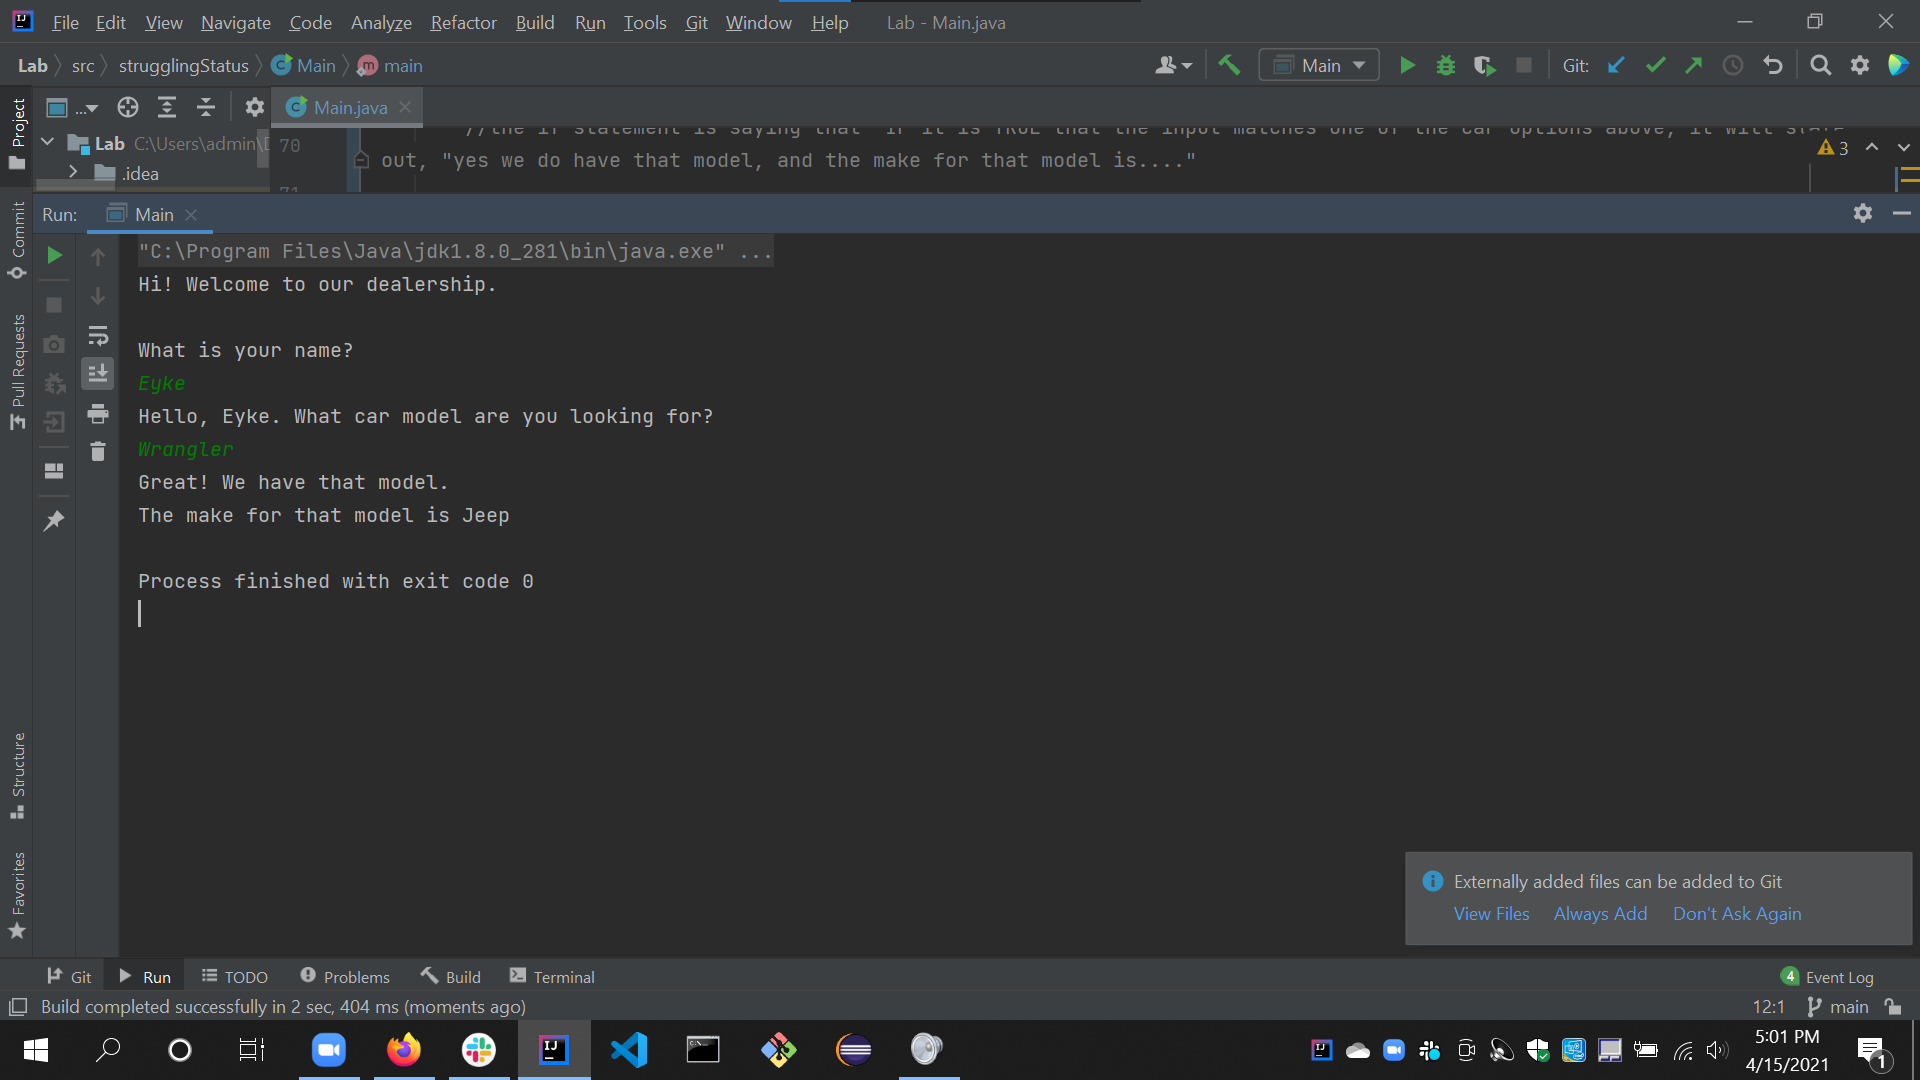 File Edit View Navigate Code Analyze Refactor Build Run Tools Git Window Help Lab - Main.java
Lab src strugglingStatus Main main Main Git:
Project ... Main.java
Lab C:\Users\admin\
.idea
70 //the if statement is saying that "if it is TRUE that the input matches one of the car options above, it will
out, "yes we do have that model, and the make for that model is...."
71
3
Run: Main
Commit
Pull Requests
Structure
Favorites
"C:\Program Files\Java\jdk1.8.0_281\bin\java.exe" ...
Hi! Welcome to our dealership.
What is your name?
Eyke
Hello, Eyke. What car model are you looking for?
Wrangler
Great! We have that model.
The make for that model is Jeep
Process finished with exit code 0
Externally added files can be added to Git
View Files Always Add Don't Ask Again
Git Run TODO Problems Build Terminal 4 Event Log
Build completed successfully in 2 sec, 404 ms (moments ago) 12:1 main
5:01 PM
4/15/2021
1